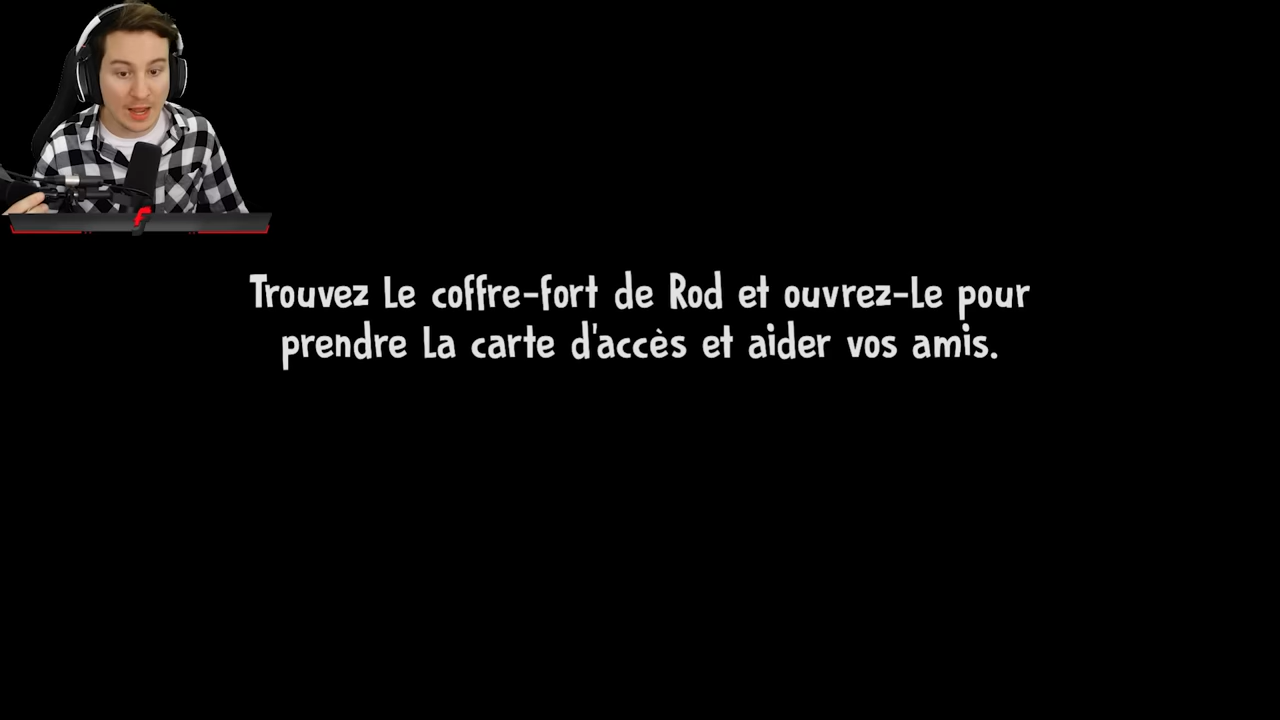 Trouvez le coffre-fort de Rod et ouvrez-le pour
prendre la carte d'accès et aider vos amis.